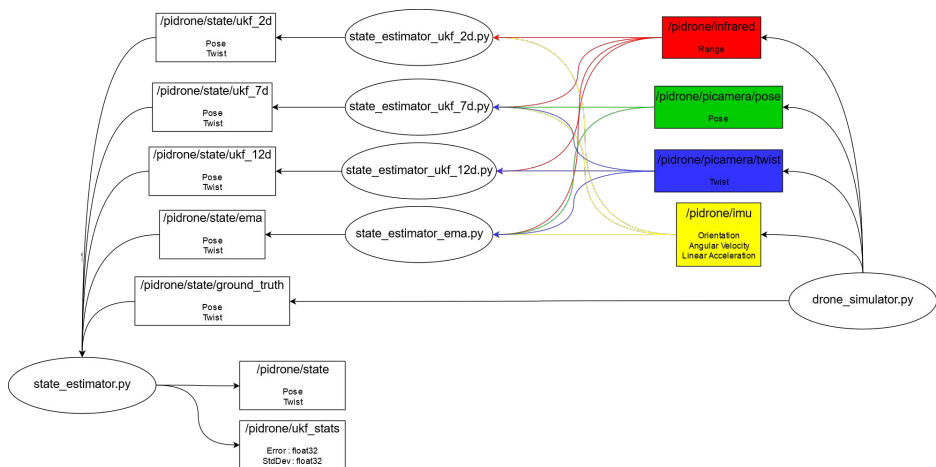 /pidrone/state/ukf_2d
Pose
Twist
state_estimator_ukf_2d.py
/pidrone/infrared
Range
/pidrone/state/ukf_7d
Pose
Twist
state_estimator_ukf_7d.py
/pidrone/picamera/pose
Pose
/pidrone/state/ukf_12d
Pose
Twist
state_estimator_ukf_12d.py
/pidrone/picamera/twist
Twist
/pidrone/state/ema
Pose
Twist
state_estimator_ema.py
/pidrone/imu
Orientation
Angular Velocity
Linear Acceleration
/pidrone/state/ground_truth
Pose
Twist
drone_simulator.py
state_estimator.py
/pidrone/state
Pose
Twist
/pidrone/ukf_stats
Error : float32
StdDev : float32